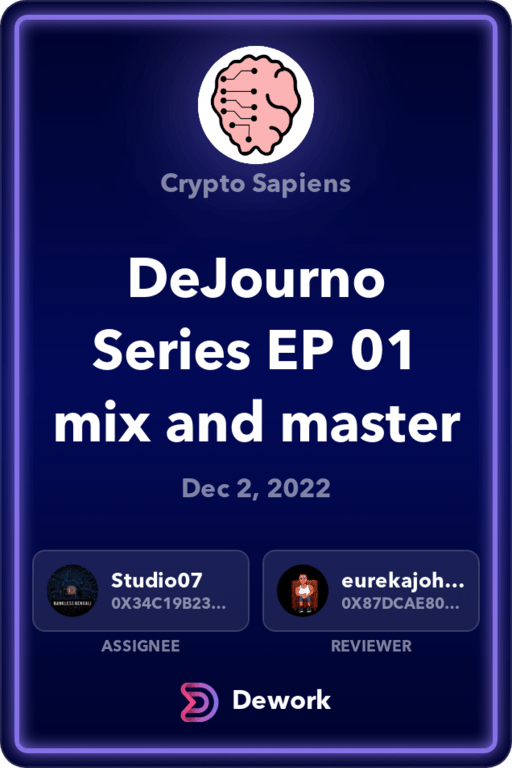 Crypto Sapiens
DeJourno
Series EP 01
mix and master
Dec 2, 2022
Studio07
0X34C19B23...
ASSIGNEE
eurekajoh...
0X87DCAE80...
REVIEWER
Dework